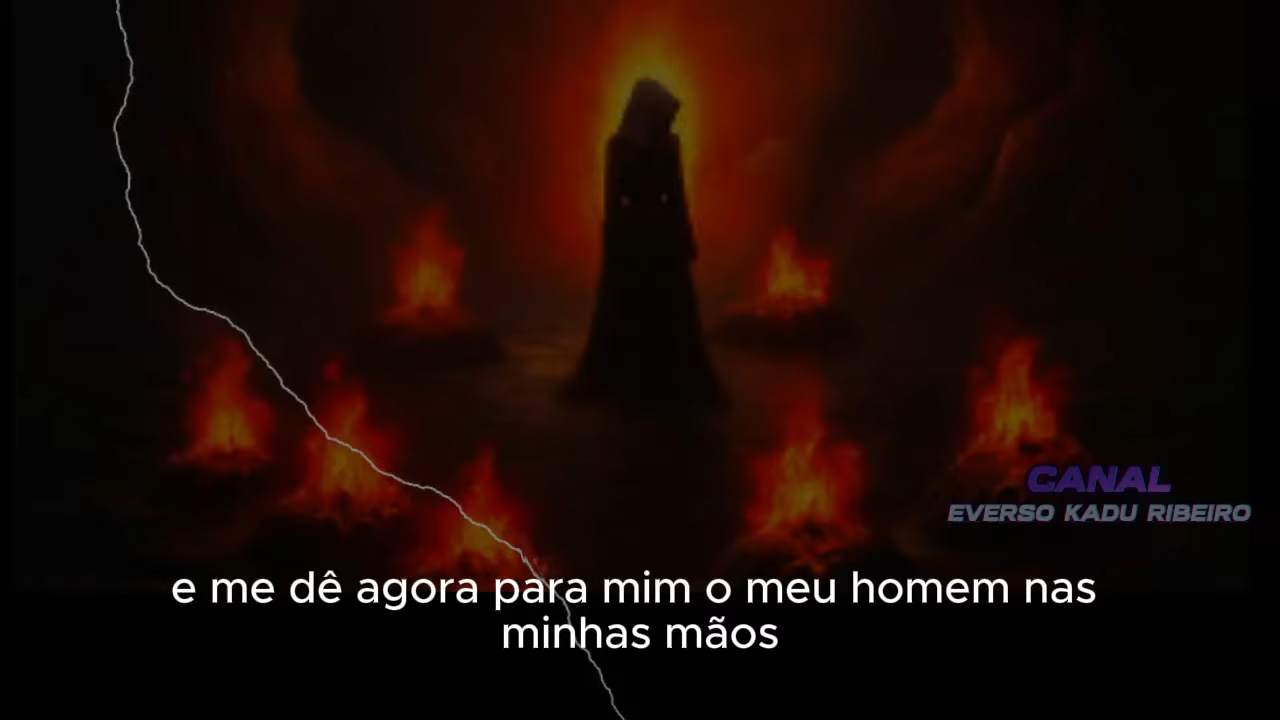 CANAL
EVERSO KADU RIBEIRO
e me dê agora para mim o meu homem nas
minhas mãos